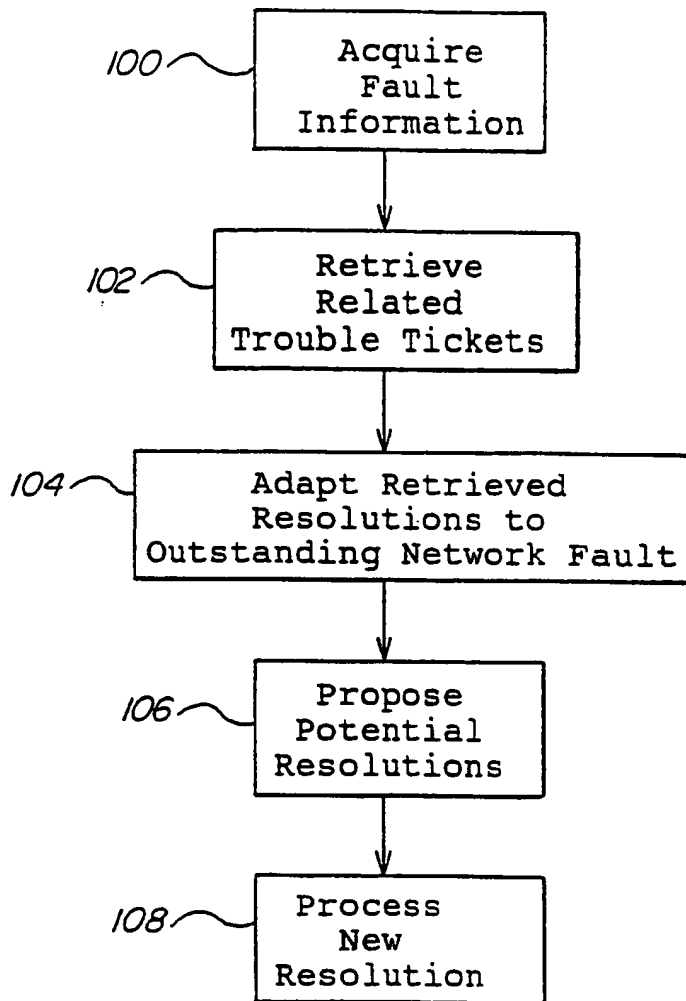 100
Acquire
Fault
Information
102
Retrieve
Related
Trouble Tickets
104
Adapt Retrieved
Resolutions to
Outstanding Network Fault
106
Propose
Potential
Resolutions
108
Process
New
Resolution